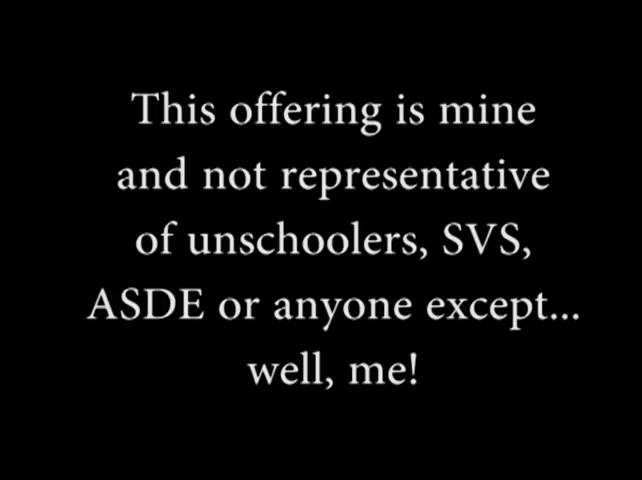 This offering is mine
and not representative
of unschoolers, SVS,
ASDE or anyone except...
well, me!